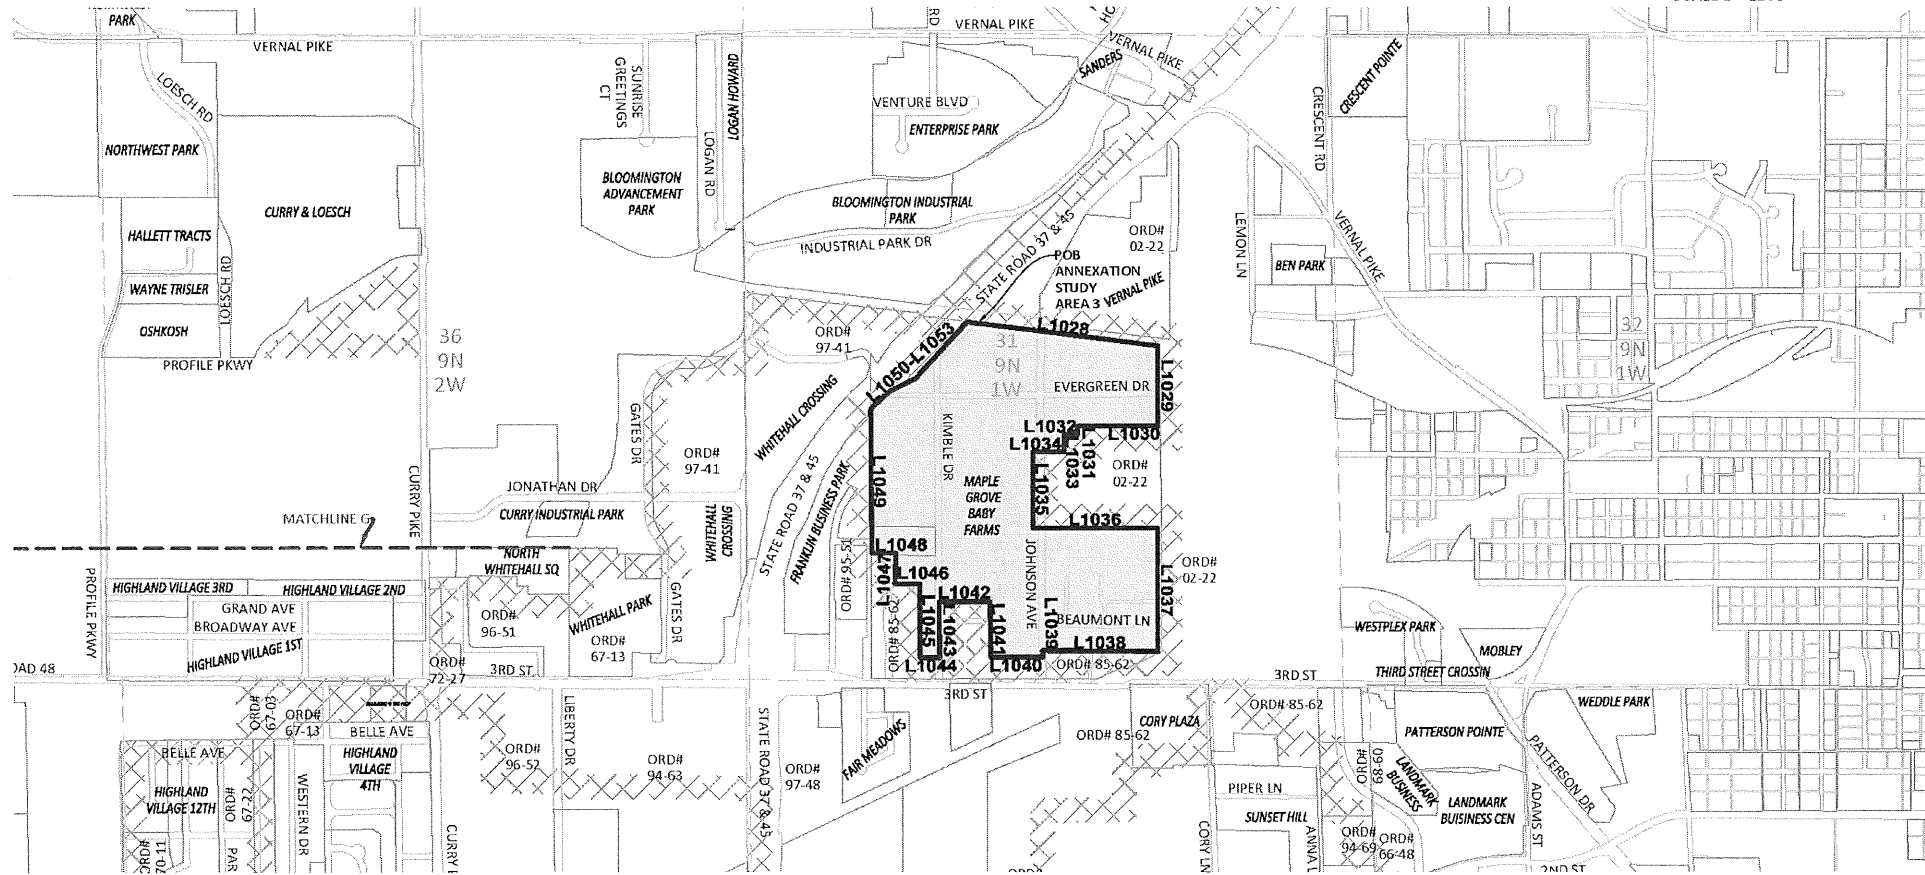 PARK
VERNAL PIKE
VERNAL PIKE
VERNAL PIKE
LOESCH RD
NORTHWEST PARK
CURRY & LOESCH
HALLETT TRACTS
LOESCH RD
WAYNE TRISLER
OSHKOSH
PROFILE PKWY
SUNRISE
GREETINGS
CT
LOGAN HOWARD
LOGAN RD
BLOOMINGTON
ADVANCEMENT
PARK
RD
VENTURE BLVD
ENTERPRISE PARK
SANDERS
BLOOMINGTON INDUSTRIAL
PARK
INDUSTRIAL PARK DR
STATE ROAD 37 & 45
ORD#
02-22
POB
ANNEXATION
STUDY
AREA 3
VERNAL PIKE
CRESCENT RD
CRESCENT POINTE
LEMON LN
VERNAL PIKE
BEN PARK
36
9N
2W
31
9N
1W
32
9N
1W
ORD#
97-41
L1028
L1050-L1053
EVERGREEN DR
L1029
WHITEHALL CROSSING
GATES DR
ORD#
97-41
KIMBLE DR
L1032
L1030
L1034
L1031
L1033
ORD#
02-22
L1035
L1049
MAPLE
GROVE
BABY
FARMS
L1036
STATE ROAD 37 & 45
FRANKLIN BUSINESS PARK
CURRY PIKE
JONATHAN DR
CURRY INDUSTRIAL PARK
WHITEHALL
CROSSING
MATCHLINE G
NORTH
WHITEHALL SQ
L1048
L1047
L1046
L1042
JOHNSON AVE
ORD# 95-51
ORD#
02-22
L1037
PROFILE PKWY
HIGHLAND VILLAGE 3RD
HIGHLAND VILLAGE 2ND
GRAND AVE
BROADWAY AVE
HIGHLAND VILLAGE 1ST
ORD#
96-51
WHITEHALL PARK
GATES DR
ORD#
67-13
ORD# 85-62
L1045
L1043
L1041
L1039
BEAUMONT LN
L1038
L1044
L1040
ORD# 85-62
WESTPLEX PARK
MOBLEY
OAD 48
ORD#
72-27
3RD ST
3RD ST
3RD ST
THIRD STREET CROSSIN
ORD#
67-03
ORD#
67-13
BELLE AVE
BELLE AVE
HIGHLAND
VILLAGE
4TH
HIGHLAND
VILLAGE 12TH
ORD#
67-22
WESTERN DR
ORD#
96-52
LIBERTY DR
ORD#
94-63
STATE ROAD 37 & 45
ORD#
97-48
FAIR MEADOWS
ORD# 85-62
CORY PLAZA
ORD# 85-62
WEDDLE PARK
PATTERSON POINTE
PATTERSON DR
ORD#
09-89
LANDMARK
BUSINESS
LANDMARK
BUISINESS CEN
ADAMS ST
PIPER LN
SUNSET HILL
CORY LN
ANNA L
ORD#
94-69
ORD#
66-48
2ND ST
PAR